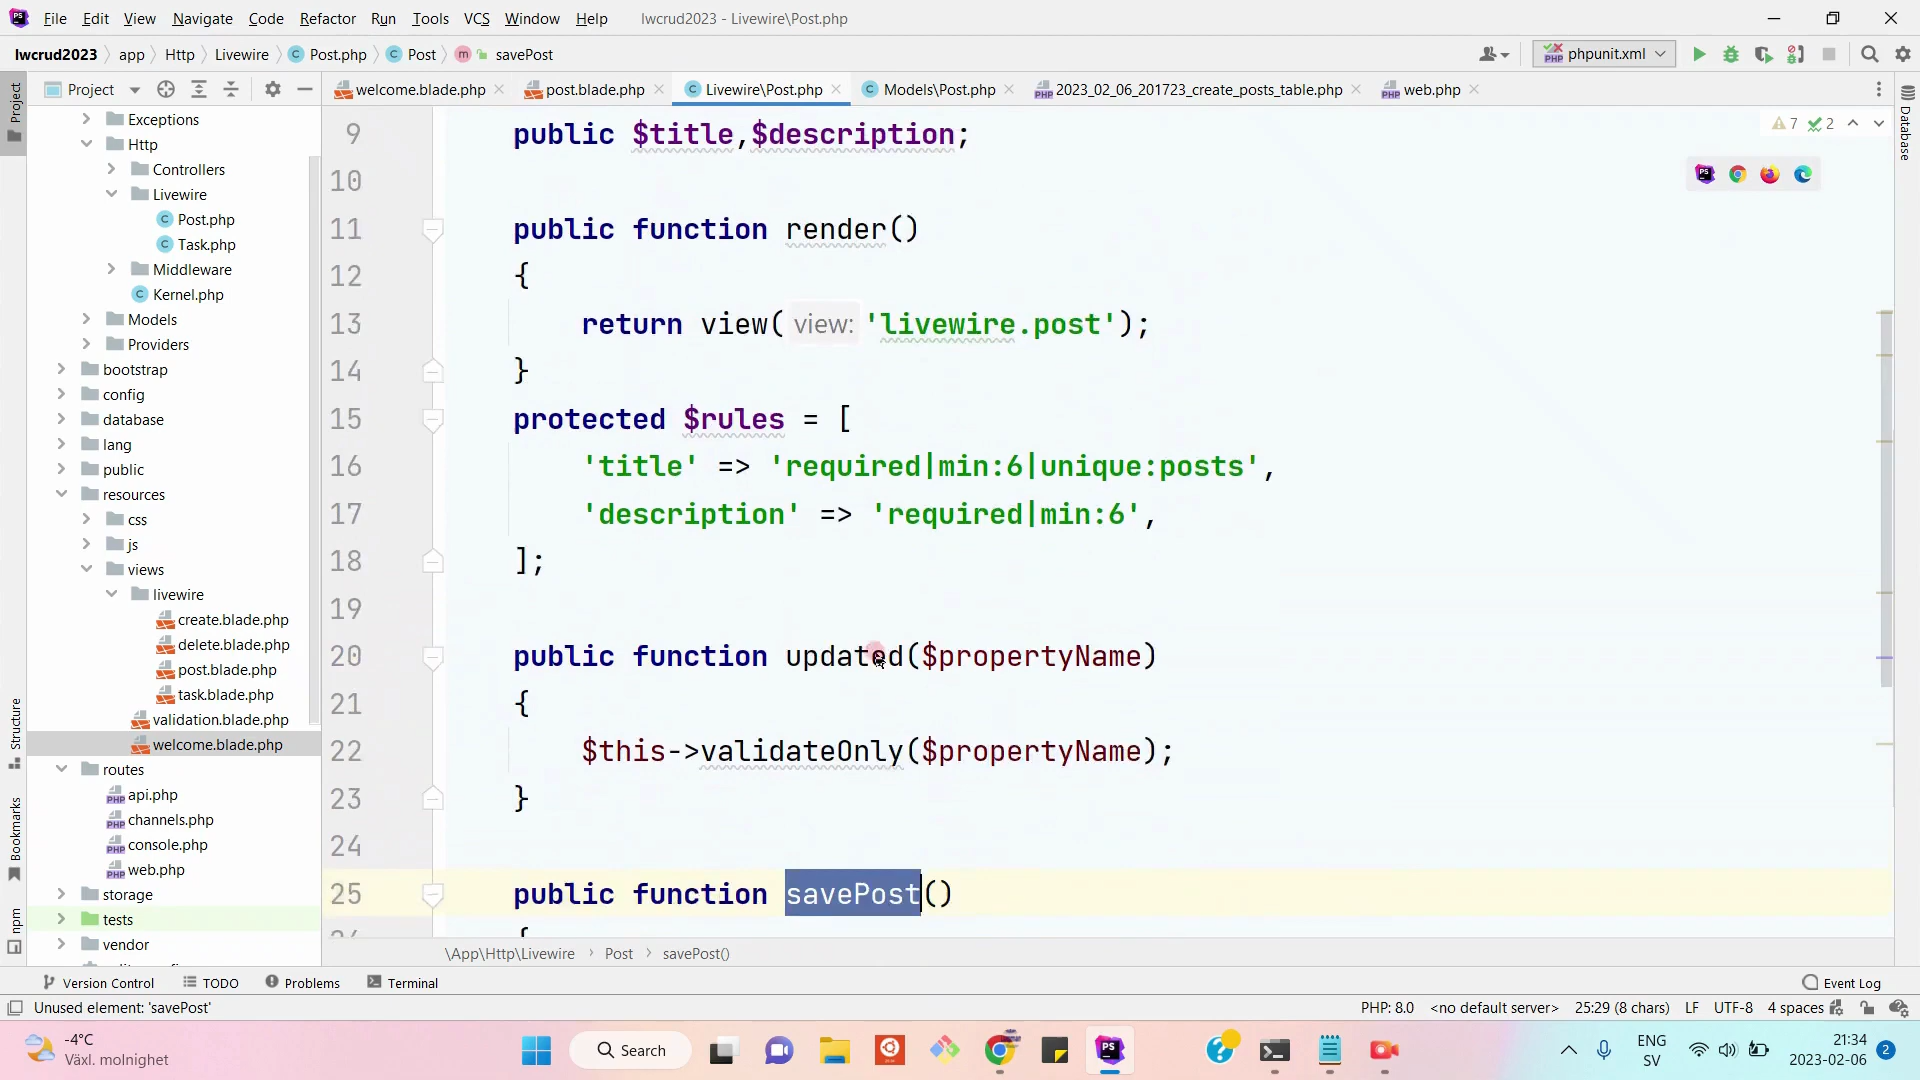 File Edit View Navigate Code Refactor Run Tools VCS Window Help lwcrud2023 - Livewire\Post.php
lwcrud2023 app Http Livewire Post.php Post savePost phpunit.xml
Project welcome.blade.php post.blade.php Livewire\Post.php Models\Post.php 2023_02_06_201723_create_posts_table.php web.php
Project
Structure
Bookmarks
npm
Database
Exceptions
Http
Controllers
Livewire
Post.php
Task.php
Middleware
Kernel.php
Models
Providers
bootstrap
config
database
lang
public
resources
css
js
views
livewire
create.blade.php
delete.blade.php
post.blade.php
task.blade.php
validation.blade.php
welcome.blade.php
routes
api.php
channels.php
console.php
web.php
storage
tests
vendor
7 2
9 public $title,$description;
10
11 public function render()
12 {
13 return view( view: 'livewire.post');
14 }
15 protected $rules = [
16 'title' => 'required|min:6|unique:posts',
17 'description' => 'required|min:6',
18 ];
19
20 public function updated($propertyName)
21 {
22 $this->validateOnly($propertyName);
23 }
24
25 public function savePost()
26 {
\App\Http\Livewire Post savePost()
Version Control TODO Problems Terminal Event Log
Unused element: 'savePost' PHP: 8.0 <no default server> 25:29 (8 chars) LF UTF-8 4 spaces
-4°C
Växl. molnighet
Search
ENG
SV
21:34
2023-02-06
2